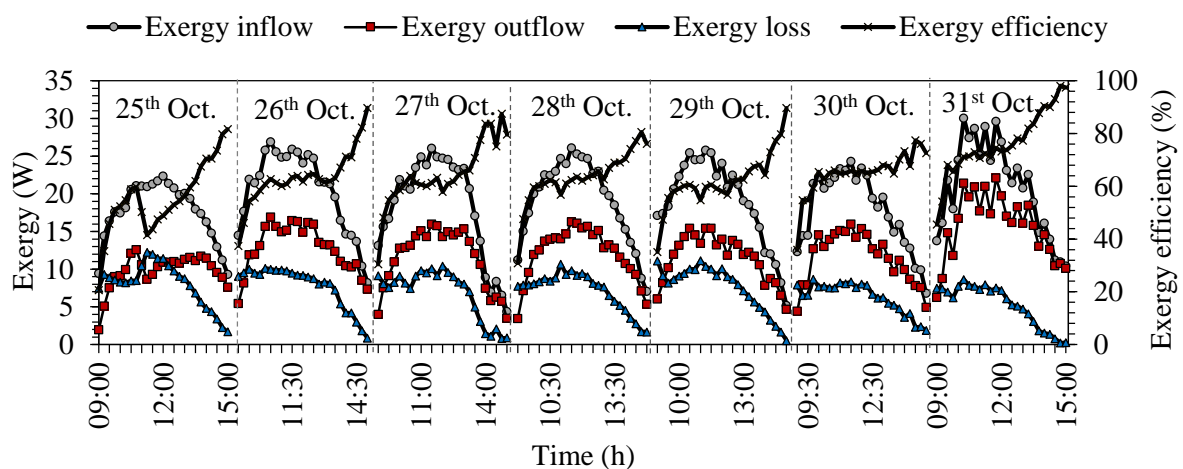 Exergy inflow Exergy outflow Exergy loss Exergy efficiency
Exergy (W)
35
30
25
20
15
10
5
0
25th Oct. 26th Oct. 27th Oct. 28th Oct. 29th Oct. 30th Oct. 31st Oct.
100
80
60
40
20
0
Exergy efficiency (%)
09:00 12:00 15:00 11:30 14:30 11:00 14:00 10:30 13:30 10:00 13:00 09:30 12:30 09:00 12:00 15:00
Time (h)